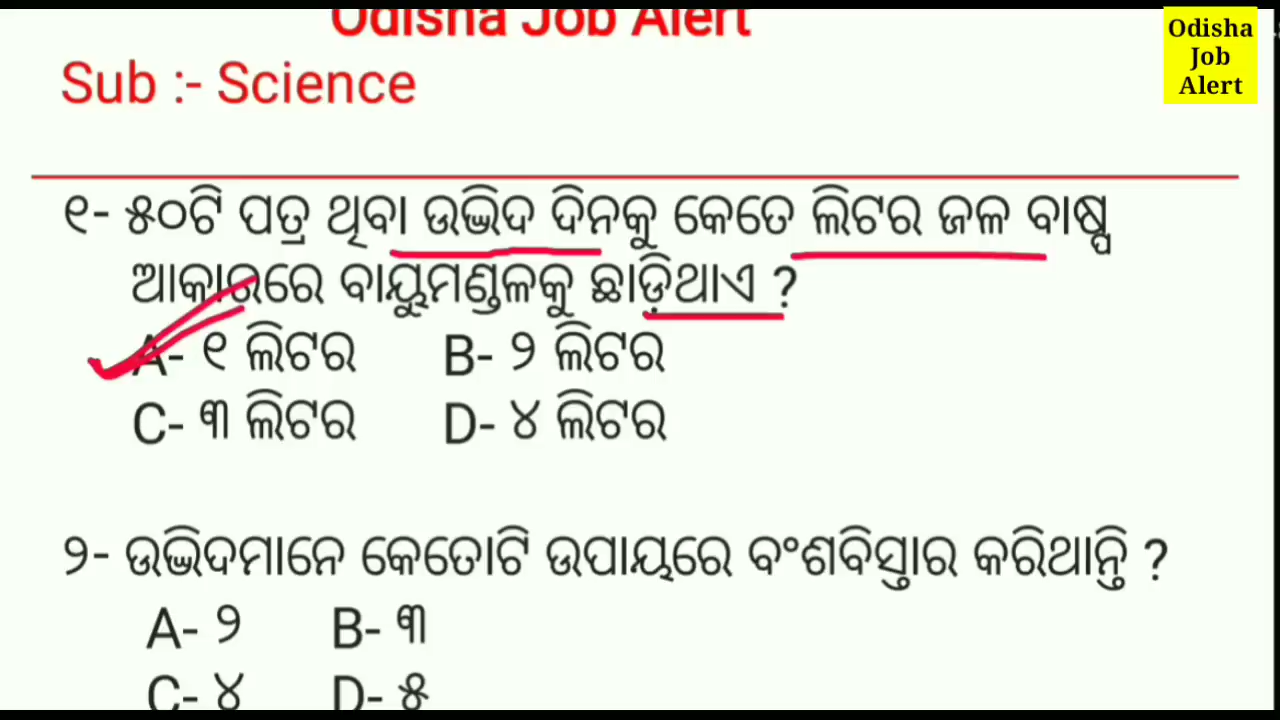 Odisha Job Alert
Odisha
Job
Alert
Sub :- Science
୧- ୫୦ଟି ପତ୍ର ଥିବା ଉଦ୍ଭିଦ ଦିନକୁ କେତେ ଲିଟର ଜଳ ବାଷ୍ପ
ଆକାରରେ ବାୟୁମଣ୍ଡଳକୁ ଛାଡ଼ିଥାଏ ?
A- ୧ ଲିଟର B- ୨ ଲିଟର
C- ୩ ଲିଟର D- ୪ ଲିଟର
୨- ଉଦ୍ଭିଦମାନେ କେତୋଟି ଉପାୟରେ ବଂଶବିସ୍ତାର କରିଥାନ୍ତି ?
A- ୨ B- ୩
C- ୪ D- ୫